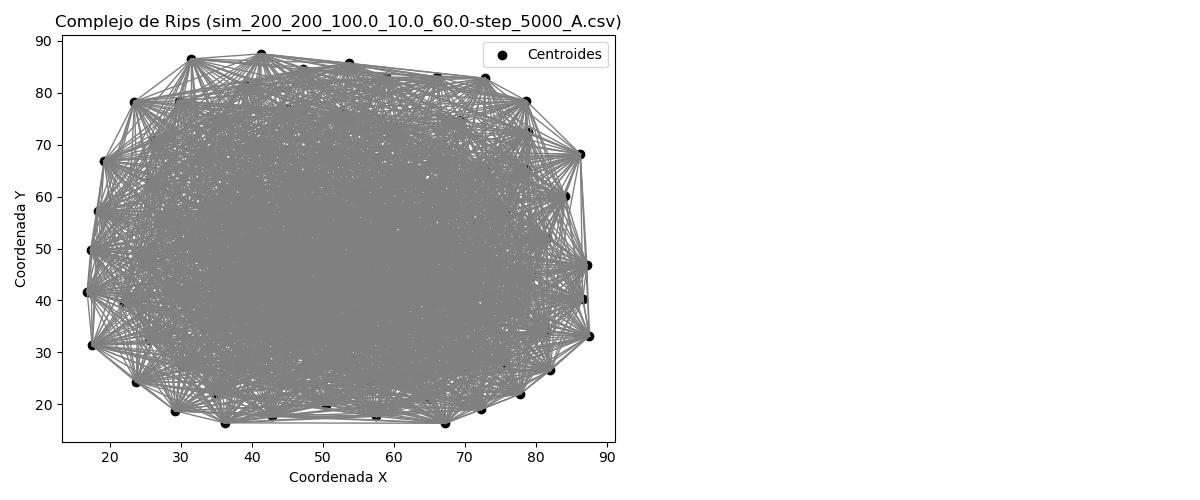 Complejo de Rips (sim_200_200_100.0_10.0_60.0-step_5000_A.csv)
Centroides
90
80
70
60
50
40
30
20
Coordenada Y
20 30 40 50 60 70 80 90
Coordenada X